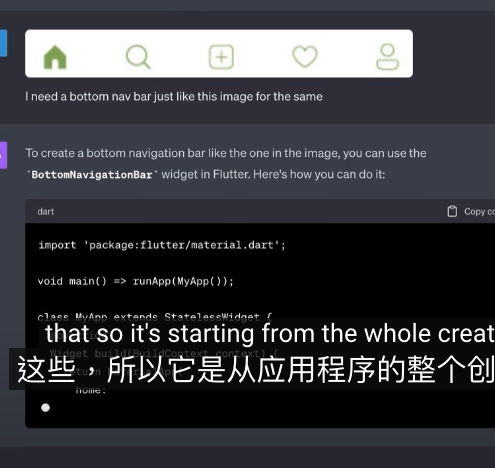 I need a bottom nav bar just like this image for the same
To create a bottom navigation bar like the one in the image, you can use the
`BottomNavigationBar` widget in Flutter. Here's how you can do it:
dart
Copy co
import 'package:flutter/material.dart';
void main() => runApp(MyApp());
class MyApp extends StatelessWidget {
that so it's starting from the whole creat
Widget build(BuildContext context) {
这些，所以它是从应用程序的整个创
home: